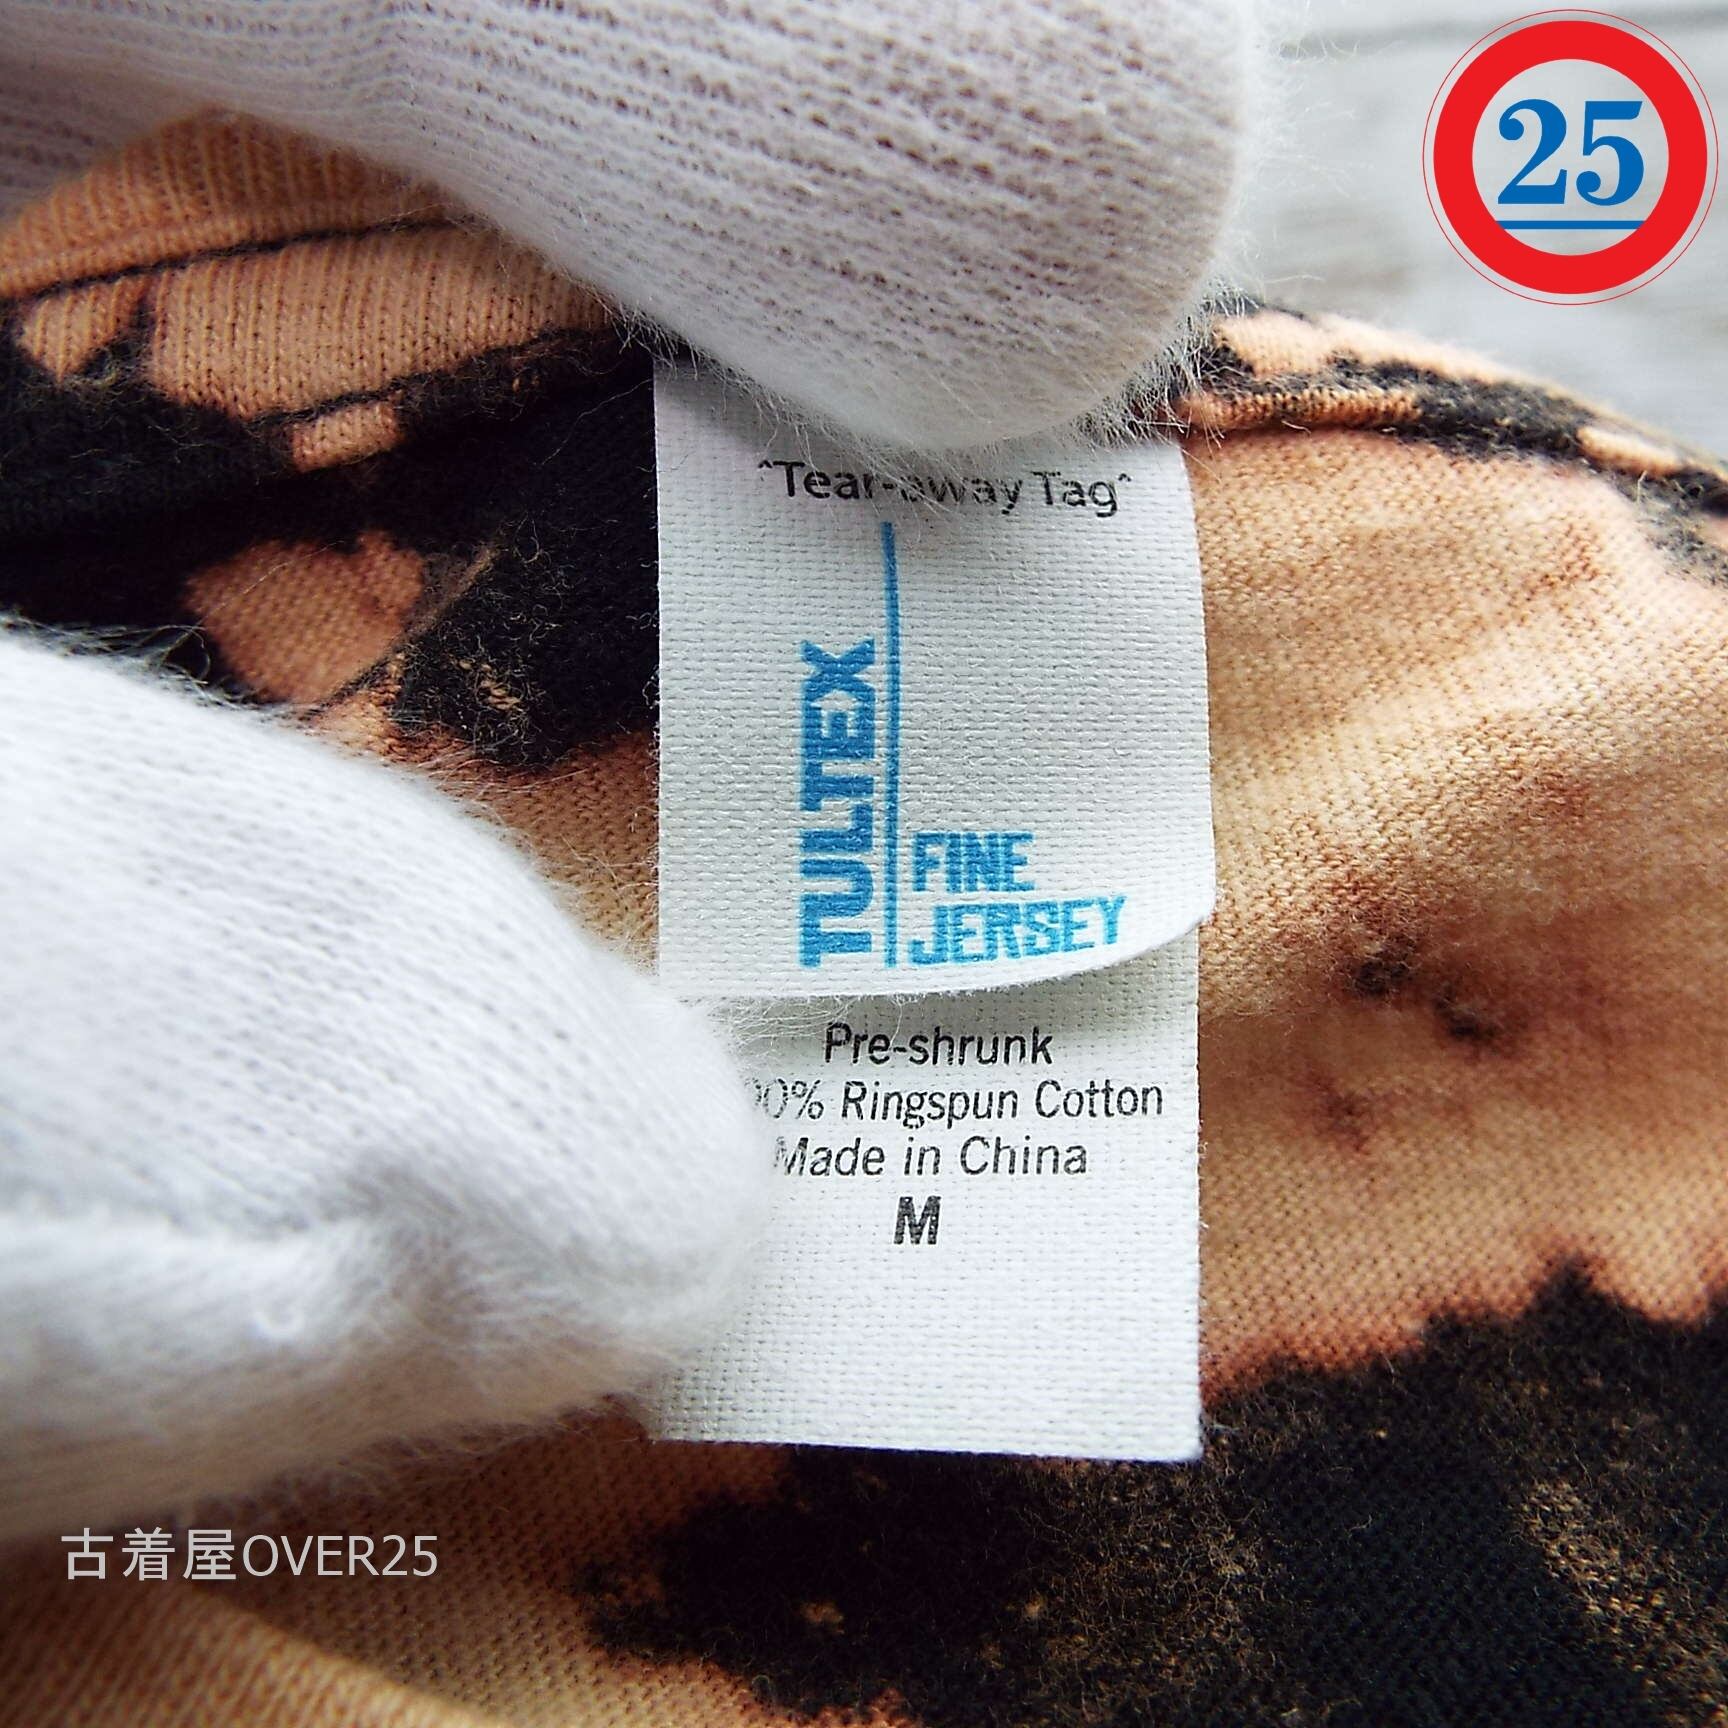 25
"Tear-away Tag"
TULTEX
FINE
JERSEY
Pre-shrunk
00% Ringspun Cotton
Made in China
M
古着屋OVER25